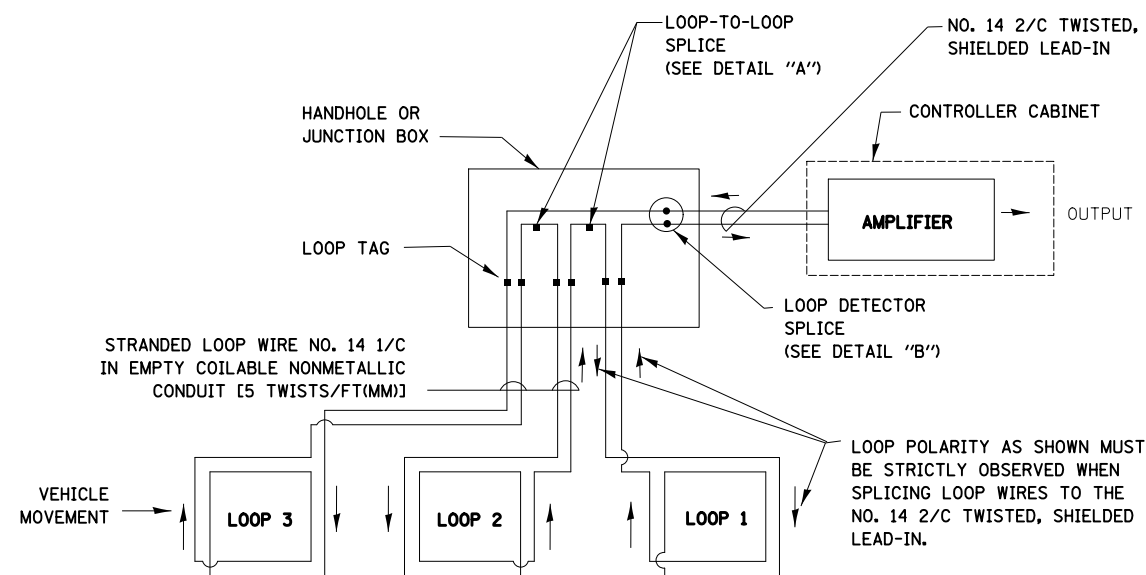 LOOP-TO-LOOP
SPLICE
(SEE DETAIL "A")
NO. 14 2/C TWISTED,
SHIELDED LEAD-IN
HANDHOLE OR
JUNCTION BOX
CONTROLLER CABINET
AMPLIFIER
OUTPUT
LOOP TAG
LOOP DETECTOR
SPLICE
(SEE DETAIL "B")
STRANDED LOOP WIRE NO. 14 1/C
IN EMPTY COILABLE NONMETALLIC
CONDUIT [5 TWISTS/FT(MM)]
LOOP POLARITY AS SHOWN MUST
BE STRICTLY OBSERVED WHEN
SPLICING LOOP WIRES TO THE
NO. 14 2/C TWISTED, SHIELDED
LEAD-IN.
VEHICLE
MOVEMENT
LOOP 3
LOOP 2
LOOP 1